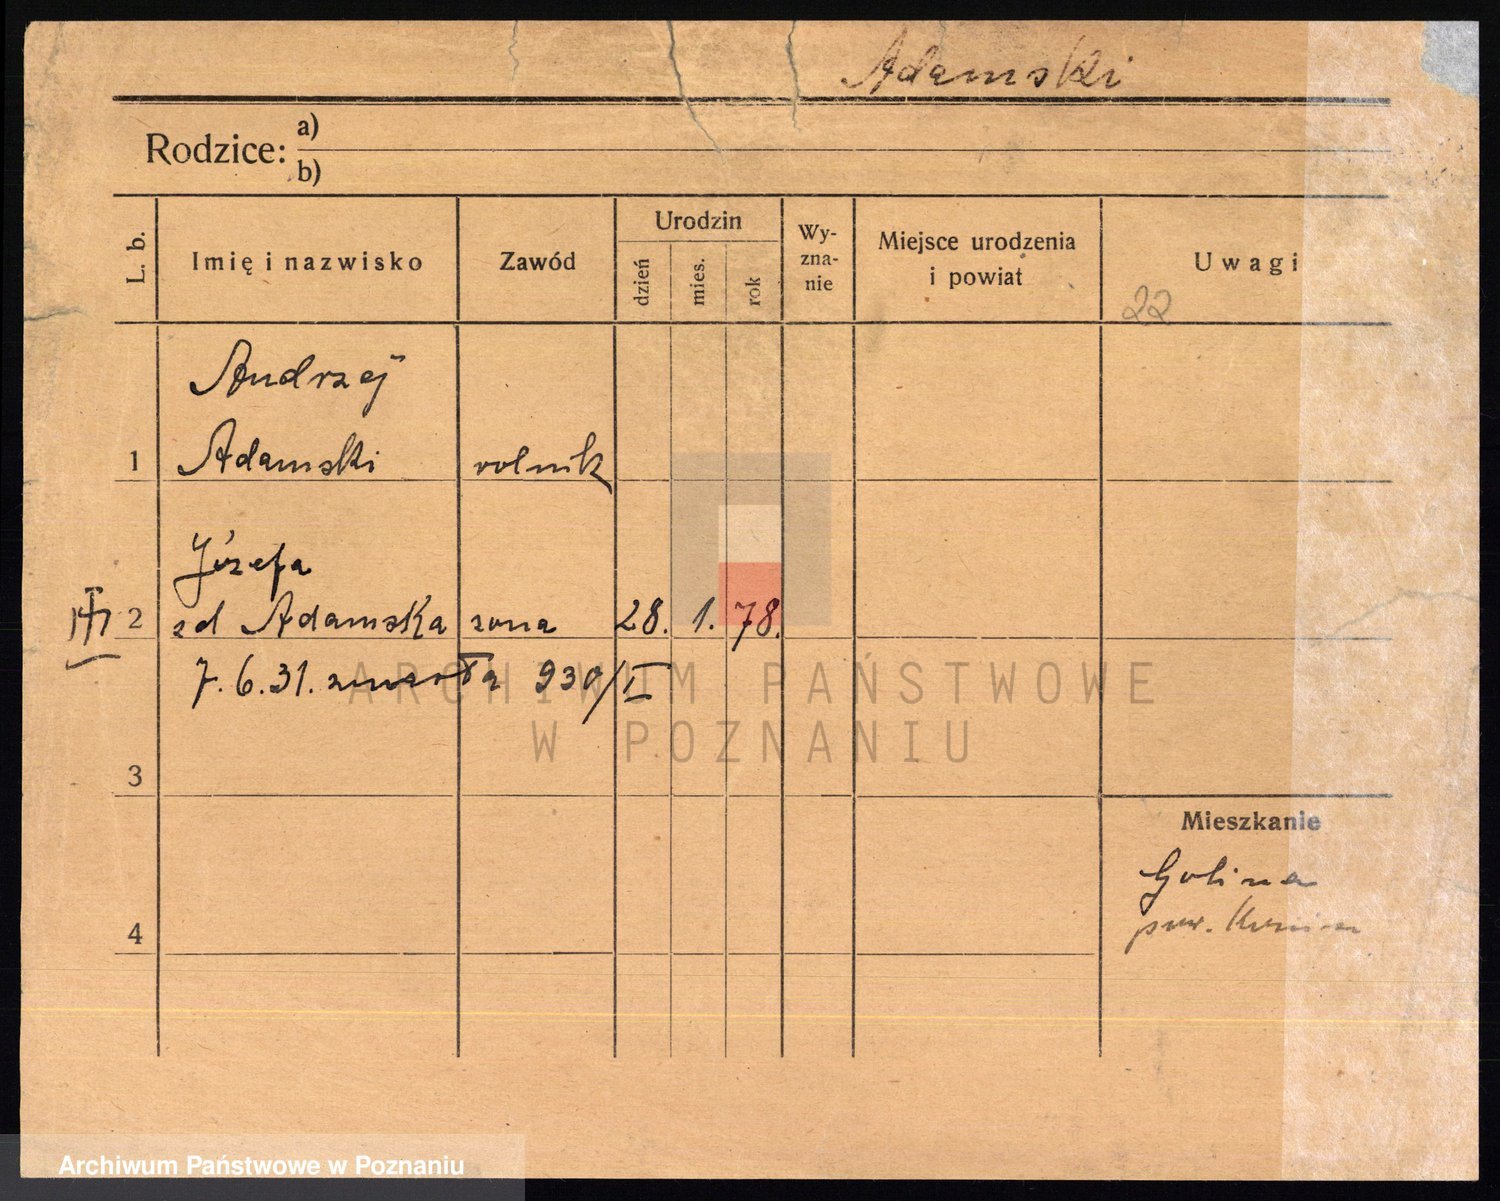 Adamski
Rodzice: a)
b)
L. b.
Imię i nazwisko
Zawód
Urodzin
dzień
mies.
rok
Wy-
zna-
nie
Miejsce urodzenia
i powiat
Uwagi
22
Andrzej
1 Adamski rolnik
Józefa
2 zd Adamska żona 28. 1. 78.
7.6.31. zmarła 930/I
3
Mieszkanie
Golina
pow.
4
ARCHIWUM PAŃSTWOWE
W POZNANIU
Archiwum Państwowe w Poznaniu